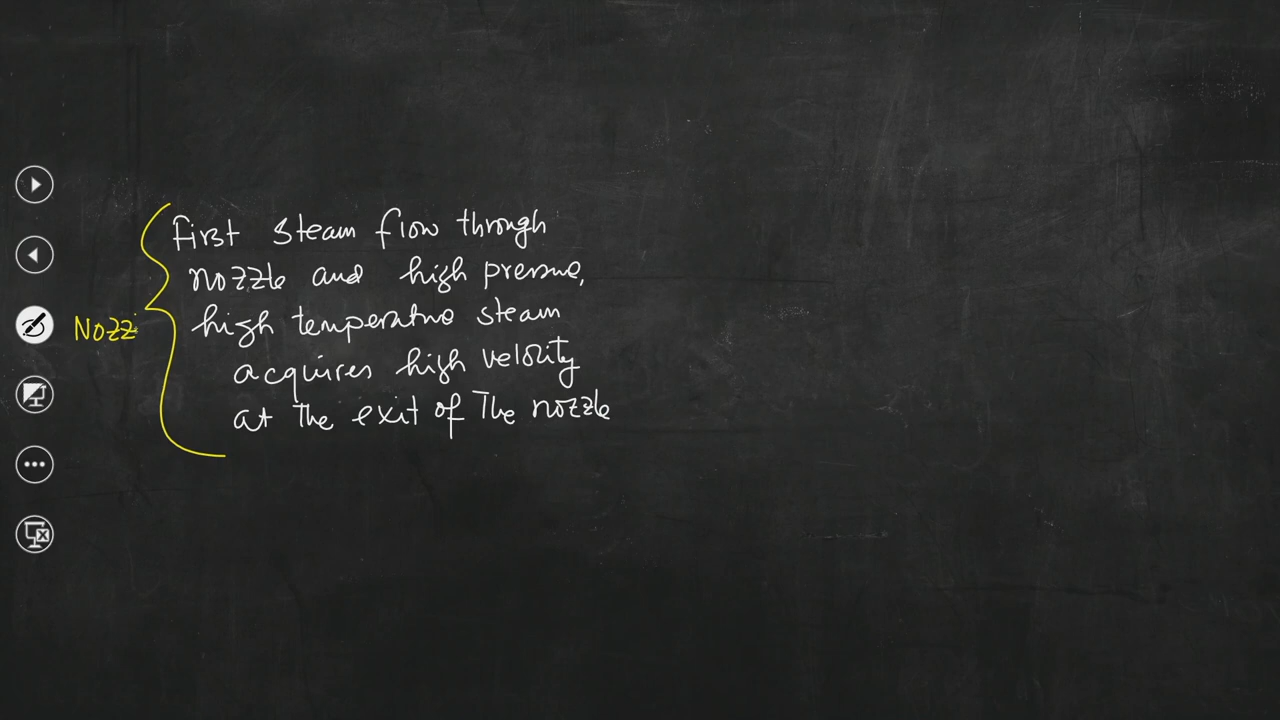 NOZZ
first steam flow through
nozzle and high pressure,
high temperature steam
acquires high velocity
at the exit of The nozzle